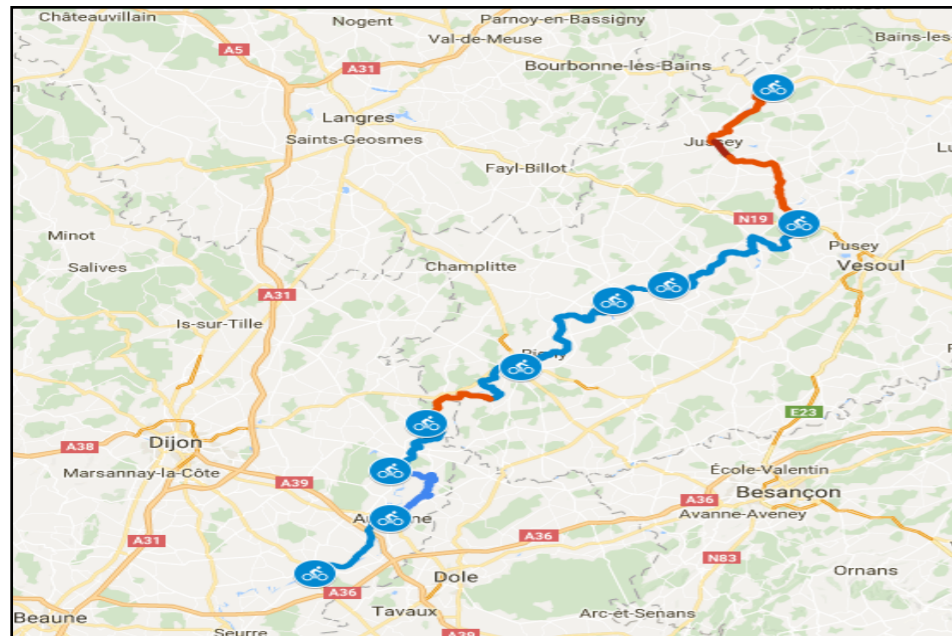 Châteauvillain
Nogent
Parnoy-en-Bassigny
Val-de-Meuse
Bains-les
A5
A31
Bourbonne-les-Bains
Langres
Saints-Geosmes
Jussey
Fayl-Billot
N19
Minot
Pusey
Salives
Champlitte
Vesoul
A31
Is-sur-Tille
E23
A38
Dijon
Marsannay-la-Côte
École-Valentin
A39
Besançon
A36
Avanne-Aveney
A31
A36
N83
Dole
Ornans
A36
Tavaux
Arc-et-Senans
Beaune
Seurre
A39